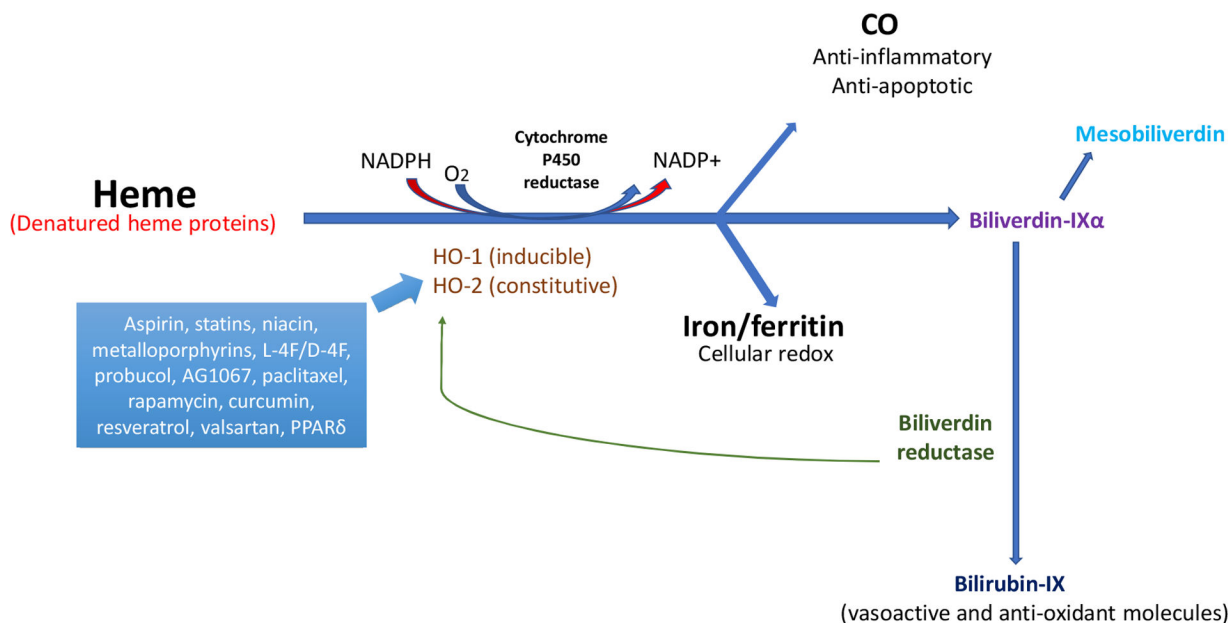 CO
Anti-inflammatory
Anti-apoptotic
Mesobiliverdin
Cytochrome
P450
reductase
NADPH
O2
NADP+
Heme
(Denatured heme proteins)
Biliverdin-IXα
HO-1 (inducible)
HO-2 (constitutive)
Aspirin, statins, niacin,
metalloporphyrins, L-4F/D-4F,
probucol, AG1067, paclitaxel,
rapamycin, curcumin,
resveratrol, valsartan, PPARδ
Iron/ferritin
Cellular redox
Biliverdin
reductase
Bilirubin-IX
(vasoactive and anti-oxidant molecules)